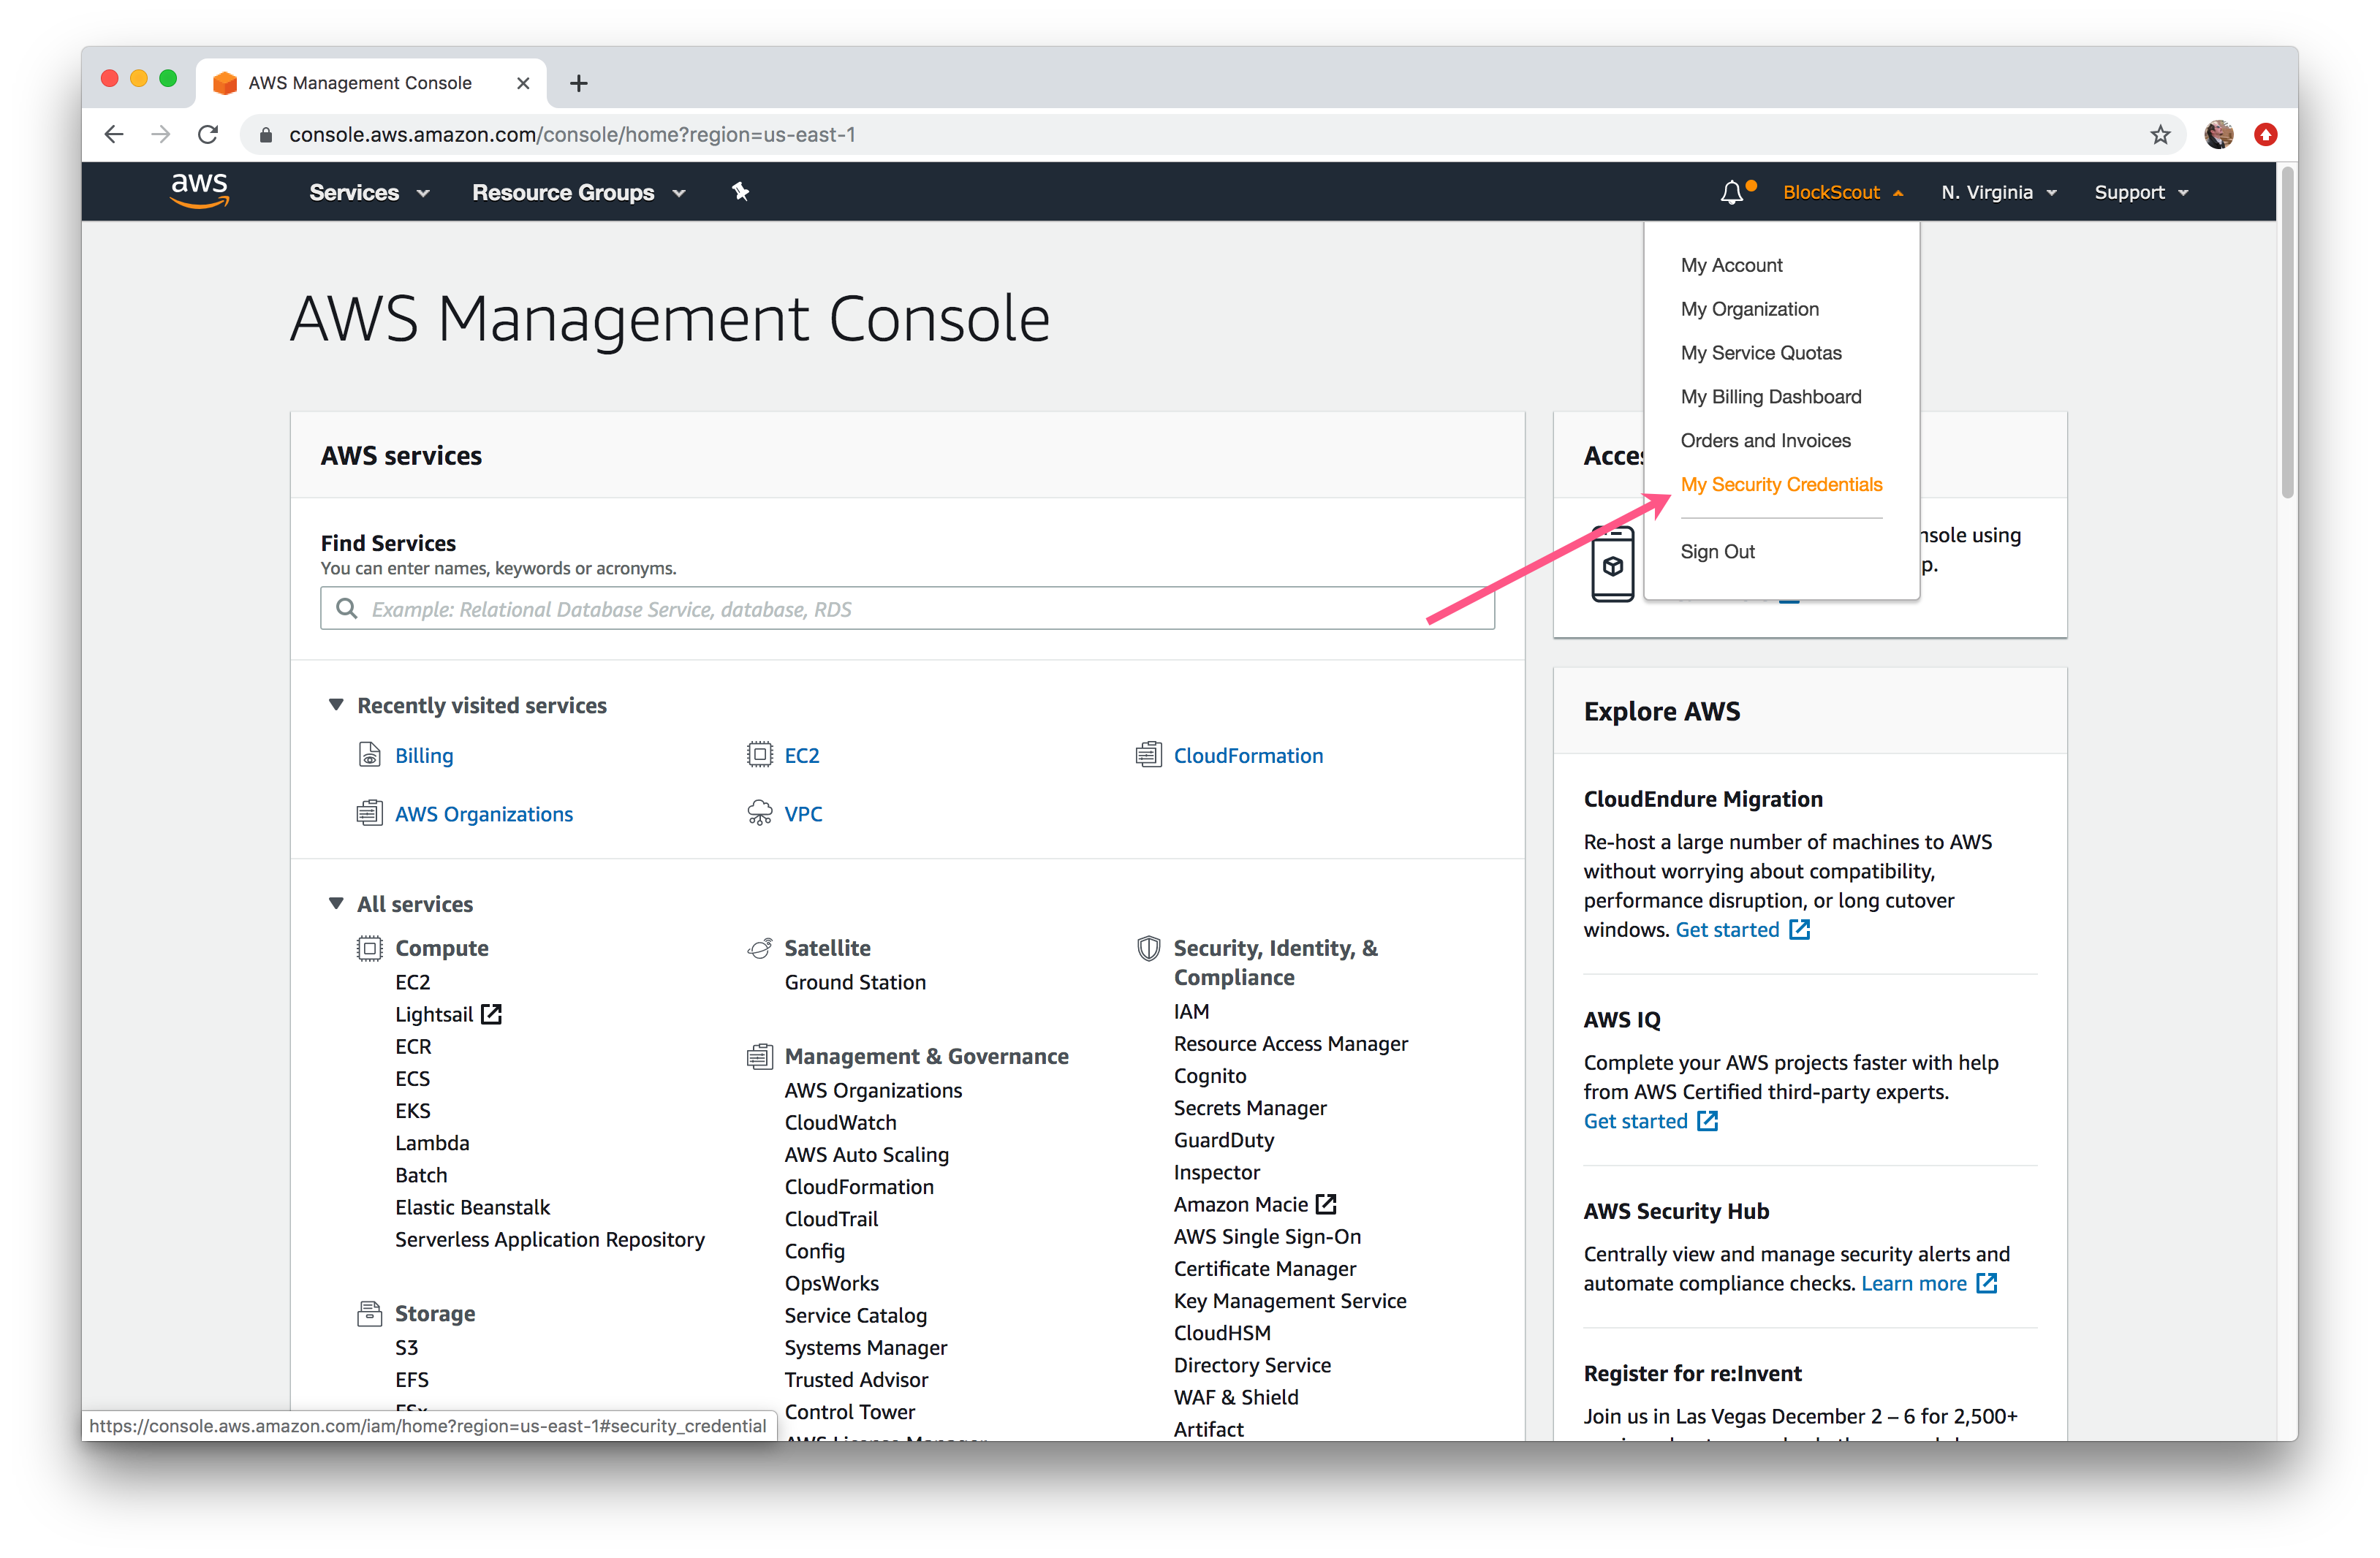 AWS Management Console
console.aws.amazon.com/console/home?region=us-east-1
aws
Services
Resource Groups
BlockScout
N. Virginia
Support
My Account
My Organization
My Service Quotas
My Billing Dashboard
Orders and Invoices
My Security Credentials
Sign Out
AWS Management Console
AWS services
Find Services
You can enter names, keywords or acronyms.
Example: Relational Database Service, database, RDS
Recently visited services
Billing
EC2
CloudFormation
AWS Organizations
VPC
All services
Compute
EC2
Lightsail
ECR
ECS
EKS
Lambda
Batch
Elastic Beanstalk
Serverless Application Repository
Storage
S3
EFS
Satellite
Ground Station
Management & Governance
AWS Organizations
CloudWatch
AWS Auto Scaling
CloudFormation
CloudTrail
Config
OpsWorks
Service Catalog
Systems Manager
Trusted Advisor
Control Tower
Security, Identity, &
Compliance
IAM
Resource Access Manager
Cognito
Secrets Manager
GuardDuty
Inspector
Amazon Macie
AWS Single Sign-On
Certificate Manager
Key Management Service
CloudHSM
Directory Service
WAF & Shield
Artifact
using
Explore AWS
CloudEndure Migration
Re-host a large number of machines to AWS
without worrying about compatibility,
performance disruption, or long cutover
windows. Get started
AWS IQ
Complete your AWS projects faster with help
from AWS Certified third-party experts.
Get started
AWS Security Hub
Centrally view and manage security alerts and
automate compliance checks. Learn more
Register for re:Invent
Join us in Las Vegas December 2 – 6 for 2,500+
https://console.aws.amazon.com/iam/home?region=us-east-1#security_credential